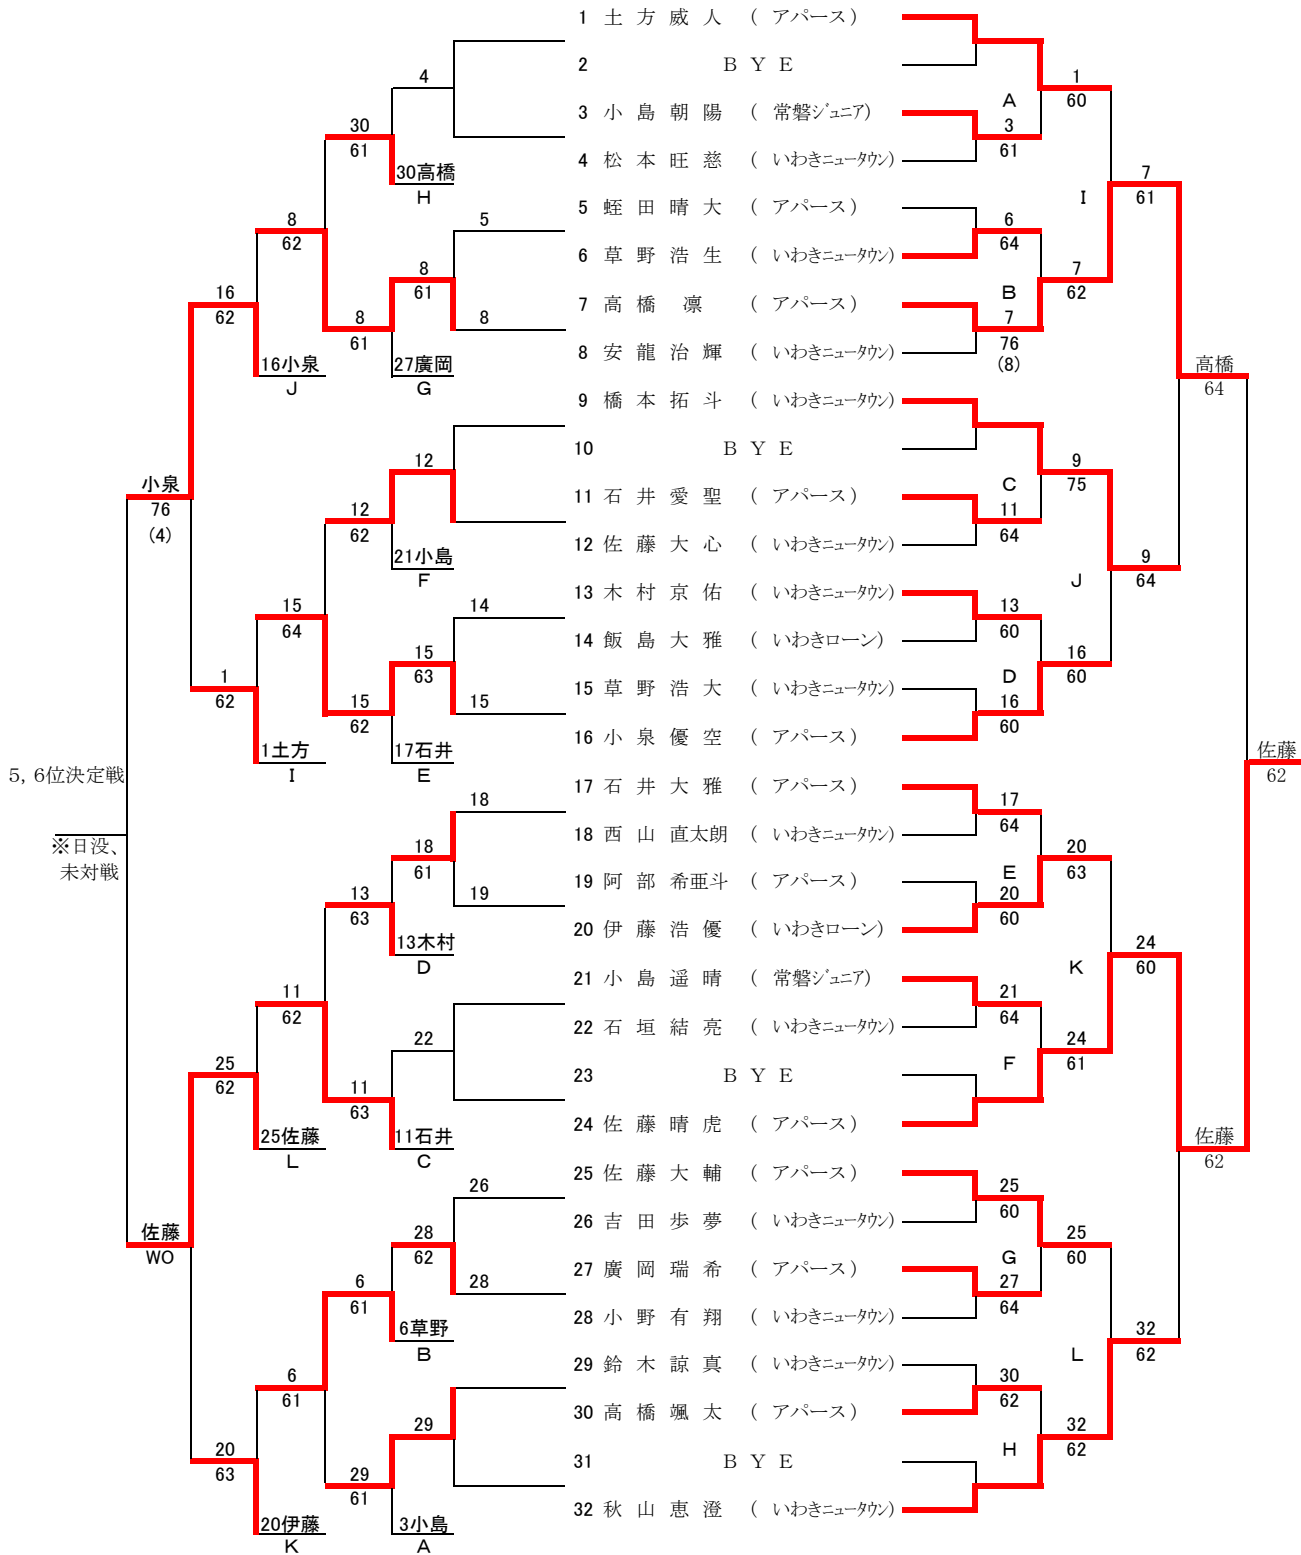 1 土方威人 (アパース)
2 BYE
3 小島朝陽 (常磐ジュニア)
4 松本旺慈 (いわきニュータウン)
5 蛭田晴大 (アパース)
6 草野浩生 (いわきニュータウン)
7 高橋 凛 (アパース)
8 安龍治輝 (いわきニュータウン)
9 橋本拓斗 (いわきニュータウン)
10 BYE
11 石井愛聖 (アパース)
12 佐藤大心 (いわきニュータウン)
13 木村京佑 (いわきニュータウン)
14 飯島大雅 (いわきローン)
15 草野浩大 (いわきニュータウン)
16 小泉優空 (アパース)
17 石井大雅 (アパース)
18 西山直太朗 (いわきニュータウン)
19 阿部希亜斗 (アパース)
20 伊藤浩優 (いわきローン)
21 小島遥晴 (常磐ジュニア)
22 石垣結亮 (いわきニュータウン)
23 BYE
24 佐藤晴虎 (アパース)
25 佐藤大輔 (アパース)
26 吉田歩夢 (いわきニュータウン)
27 廣岡瑞希 (アパース)
28 小野有翔 (いわきニュータウン)
29 鈴木諒真 (いわきニュータウン)
30 高橋颯太 (アパース)
31 BYE
32 秋山恵澄 (いわきニュータウン)
A
3
61
1
60
6
64
B
7
76
(8)
7
62
I
7
61
C
11
64
9
75
13
60
D
16
60
16
60
J
9
64
高橋
64
17
64
E
20
60
20
63
21
64
F
24
61
K
24
60
25
60
G
27
64
25
60
30
62
H
32
62
L
32
62
佐藤
62
佐藤
62
4
30
61
30高橋
H
5
8
61
8
8
62
8
61
27廣岡
G
16
62
16小泉
J
小泉
76
(4)
12
12
62
21小島
F
14
15
63
15
15
64
15
62
17石井
E
1
62
1土方
I
5, 6位決定戦
※日没、
未対戦
18
18
61
19
13
63
13木村
D
11
62
22
11
63
11石井
C
25
62
25佐藤
L
佐藤
WO
26
28
62
28
6
61
6草野
B
6
61
29
29
61
3小島
A
20
63
20伊藤
K